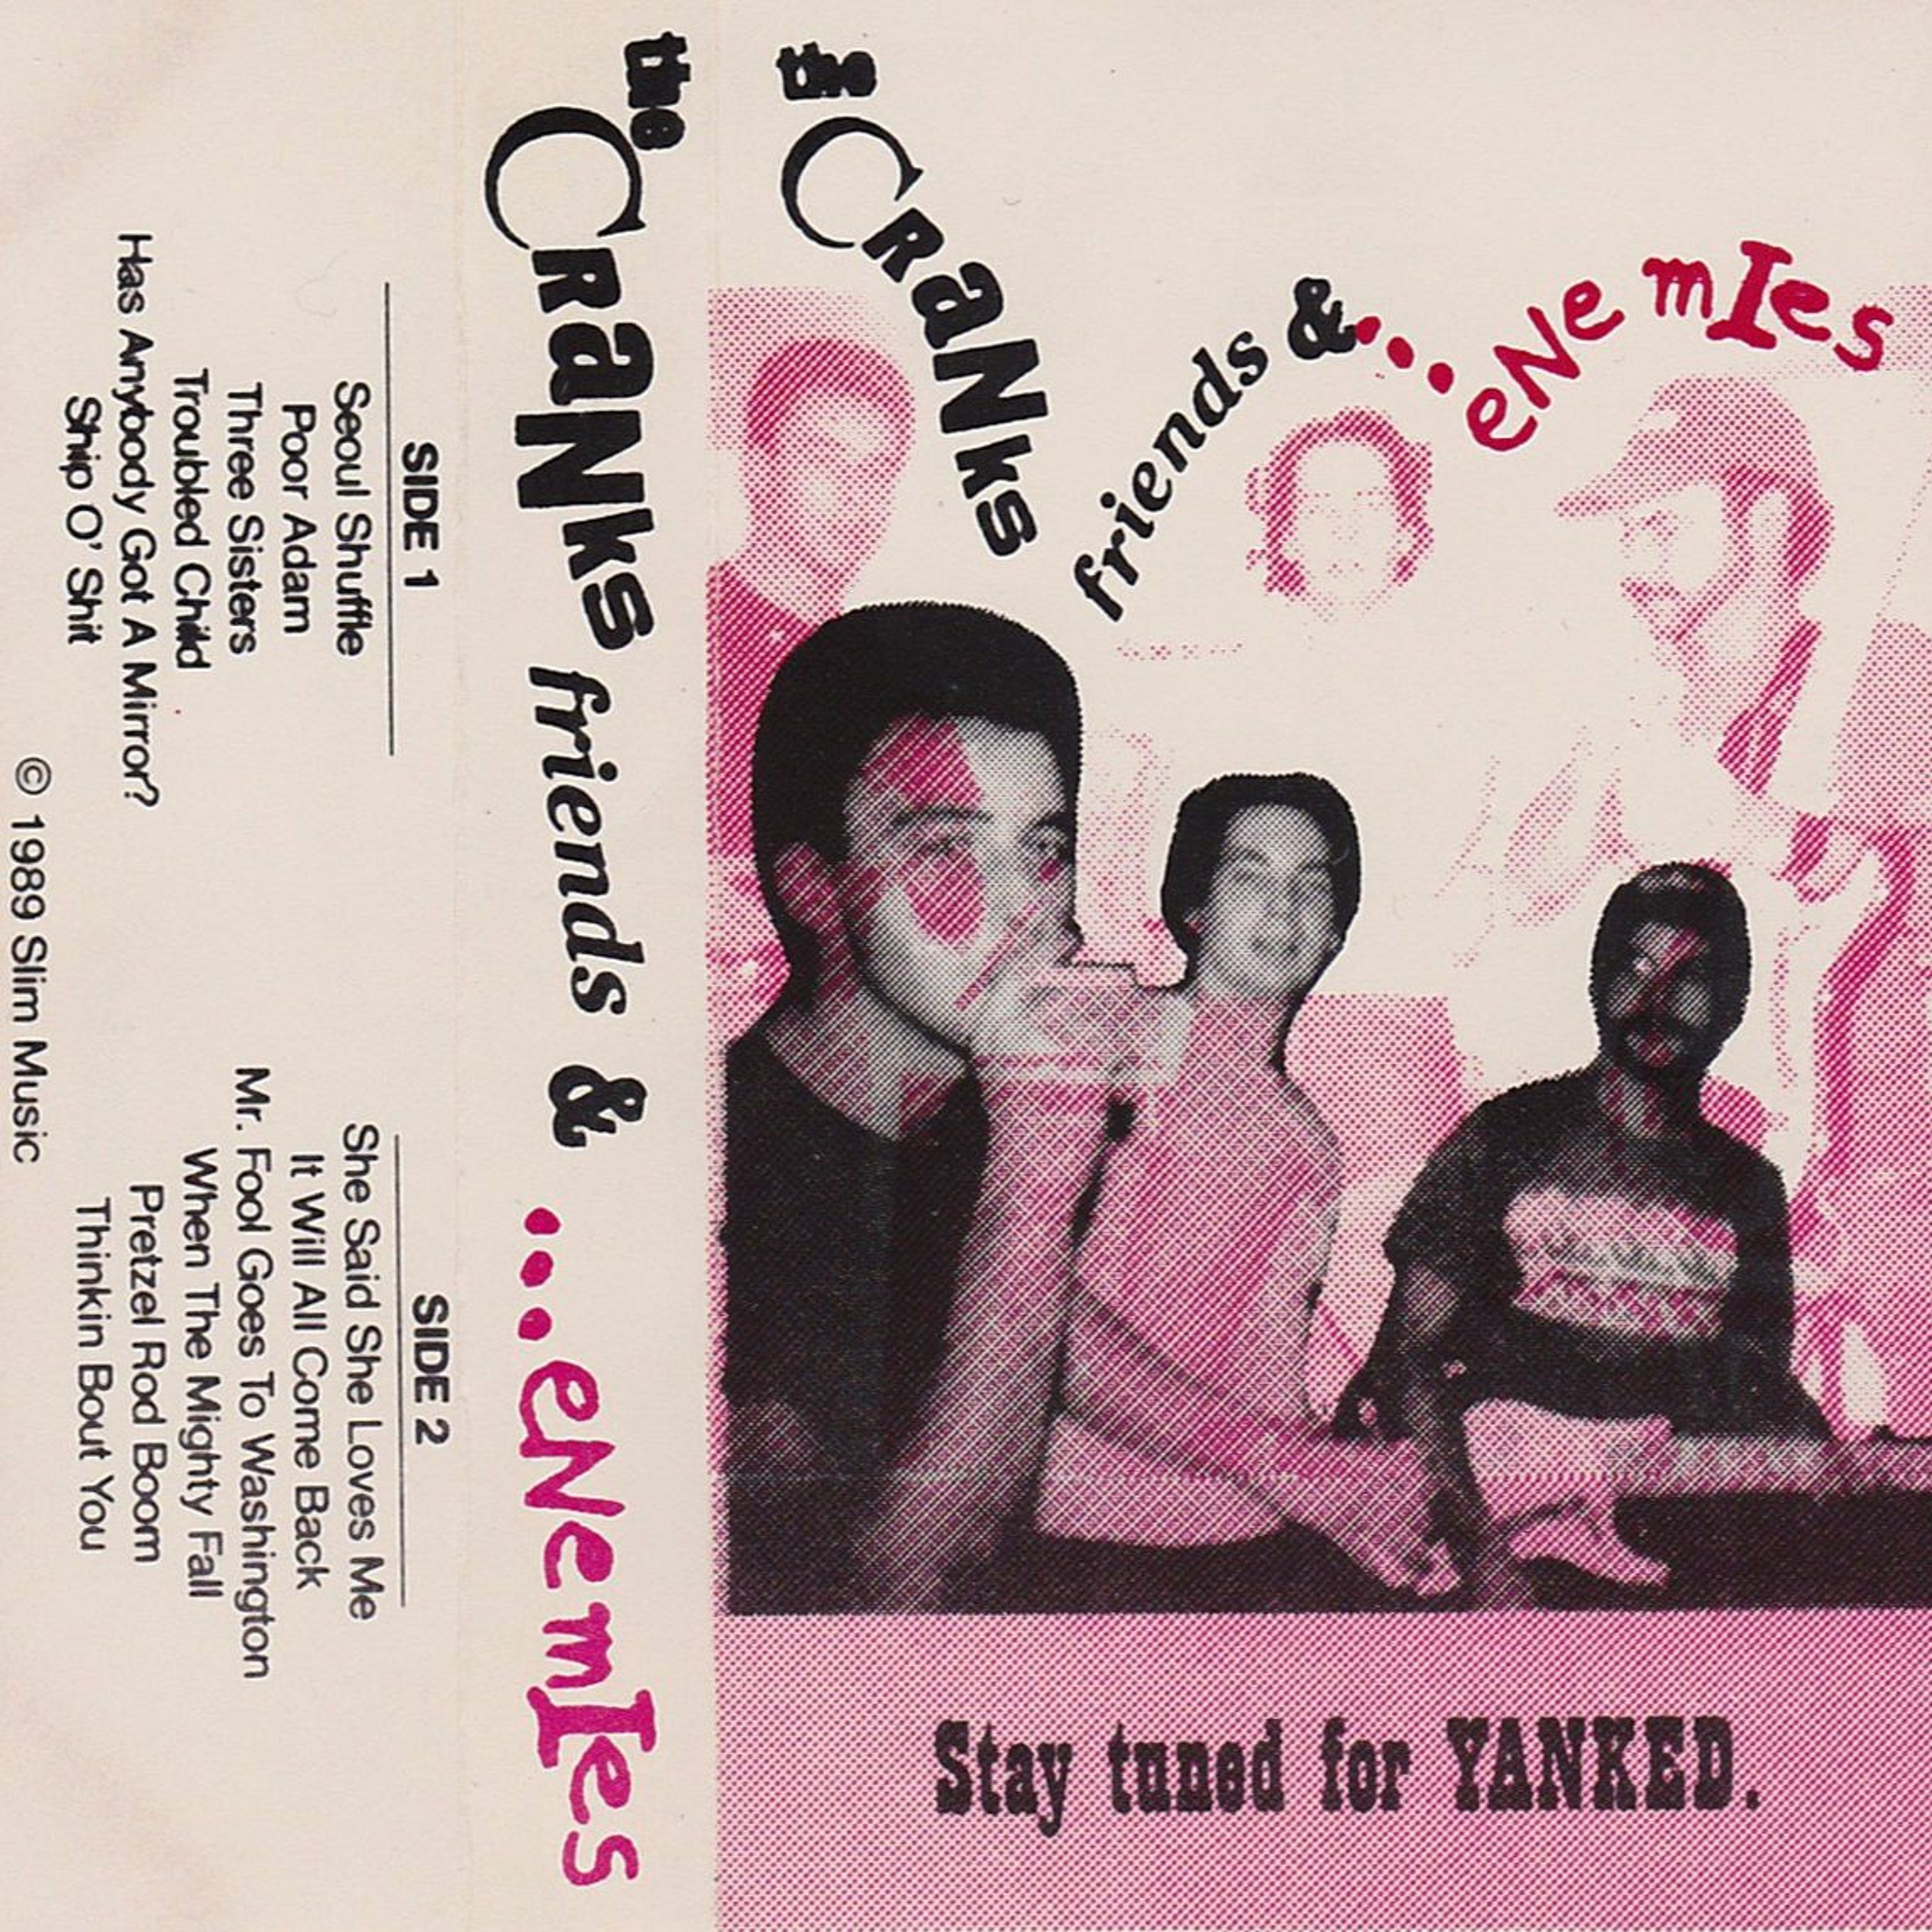 the CRaNks
friends &...eNemIes
Stay tuned for YANKED.
the CRaNks friends & ...eNemIes
SIDE 1
Seoul Shuffle
Poor Adam
Three Sisters
Troubled Child
Has Anybody Got A Mirror?
Ship O' Shit
SIDE 2
She Said She Loves Me
It Will All Come Back
Mr. Fool Goes To Washington
When The Mighty Fall
Pretzel Rod Boom
Thinkin Bout You
© 1989 Slim Music